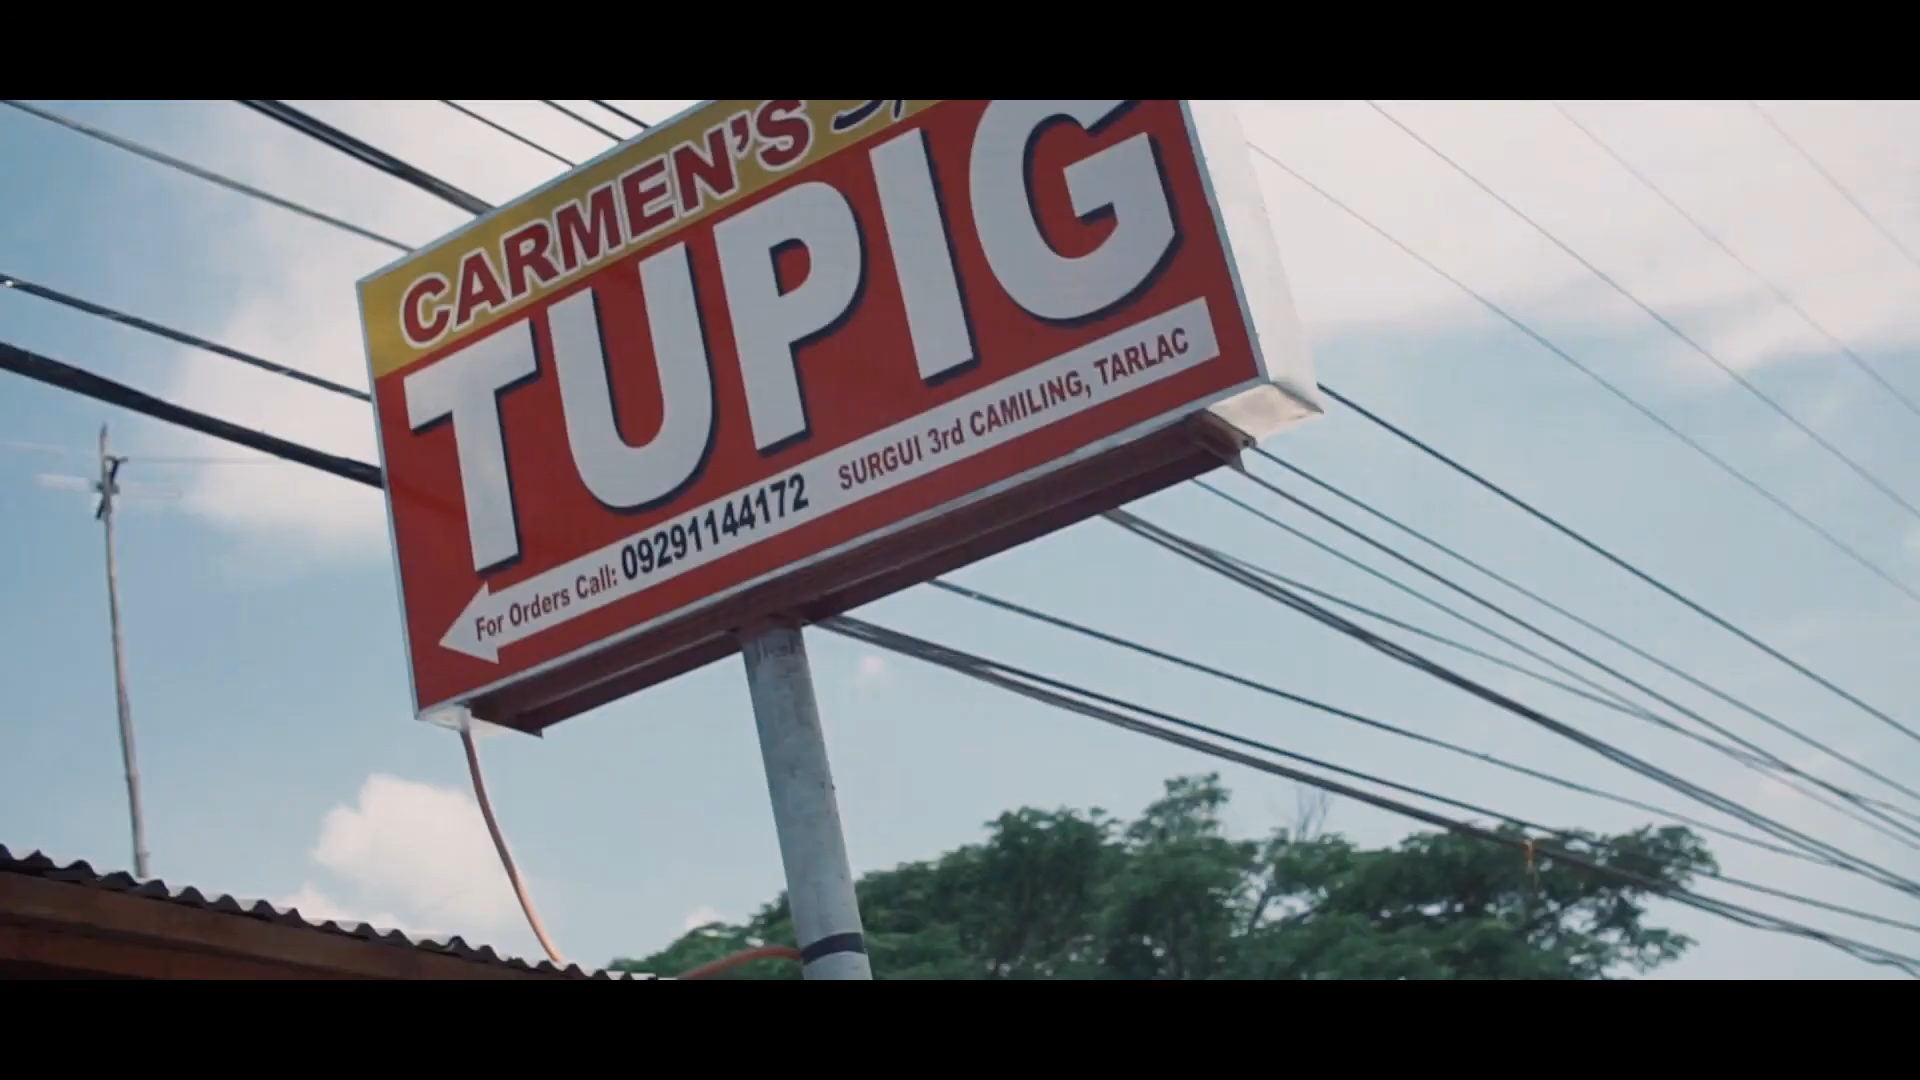 CARMEN'S
TUPIG
For Orders Call: 09291144172 SURGUI 3rd CAMILING, TARLAC